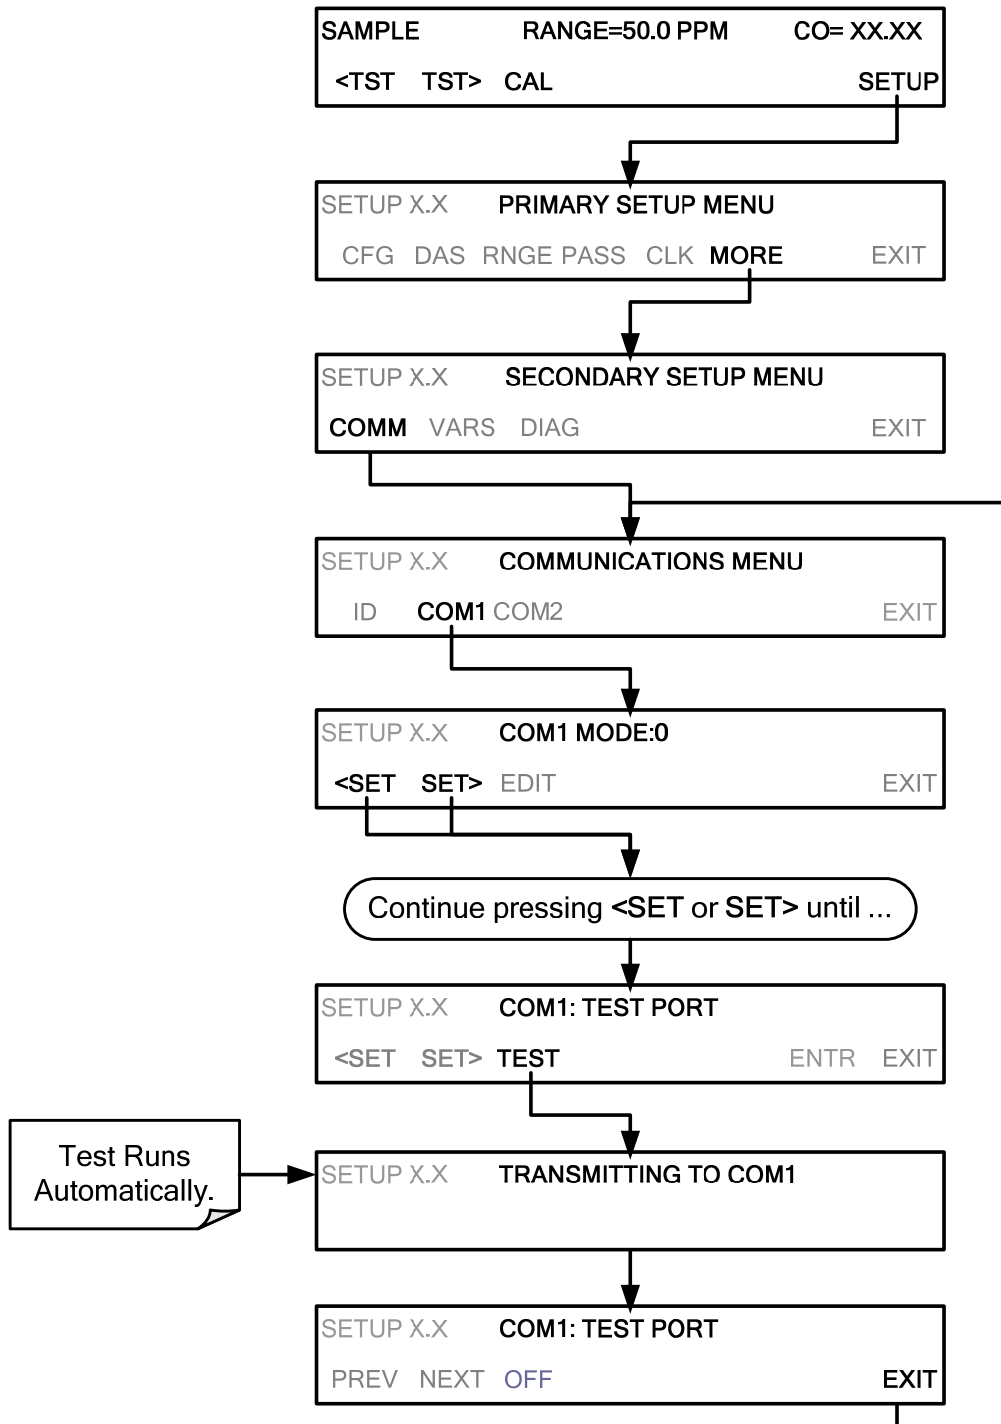 SAMPLE RANGE=50.0 PPM CO= XX.XX
<TST TST> CAL SETUP
SETUP X.X PRIMARY SETUP MENU
CFG DAS RNGE PASS CLK MORE EXIT
SETUP X.X SECONDARY SETUP MENU
COMM VARS DIAG EXIT
SETUP X.X COMMUNICATIONS MENU
ID COM1 COM2 EXIT
SETUP X.X COM1 MODE:0
<SET SET> EDIT EXIT
Continue pressing <SET or SET> until ...
SETUP X.X COM1: TEST PORT
<SET SET> TEST ENTR EXIT
Test Runs
Automatically.
SETUP X.X TRANSMITTING TO COM1
SETUP X.X COM1: TEST PORT
PREV NEXT OFF EXIT